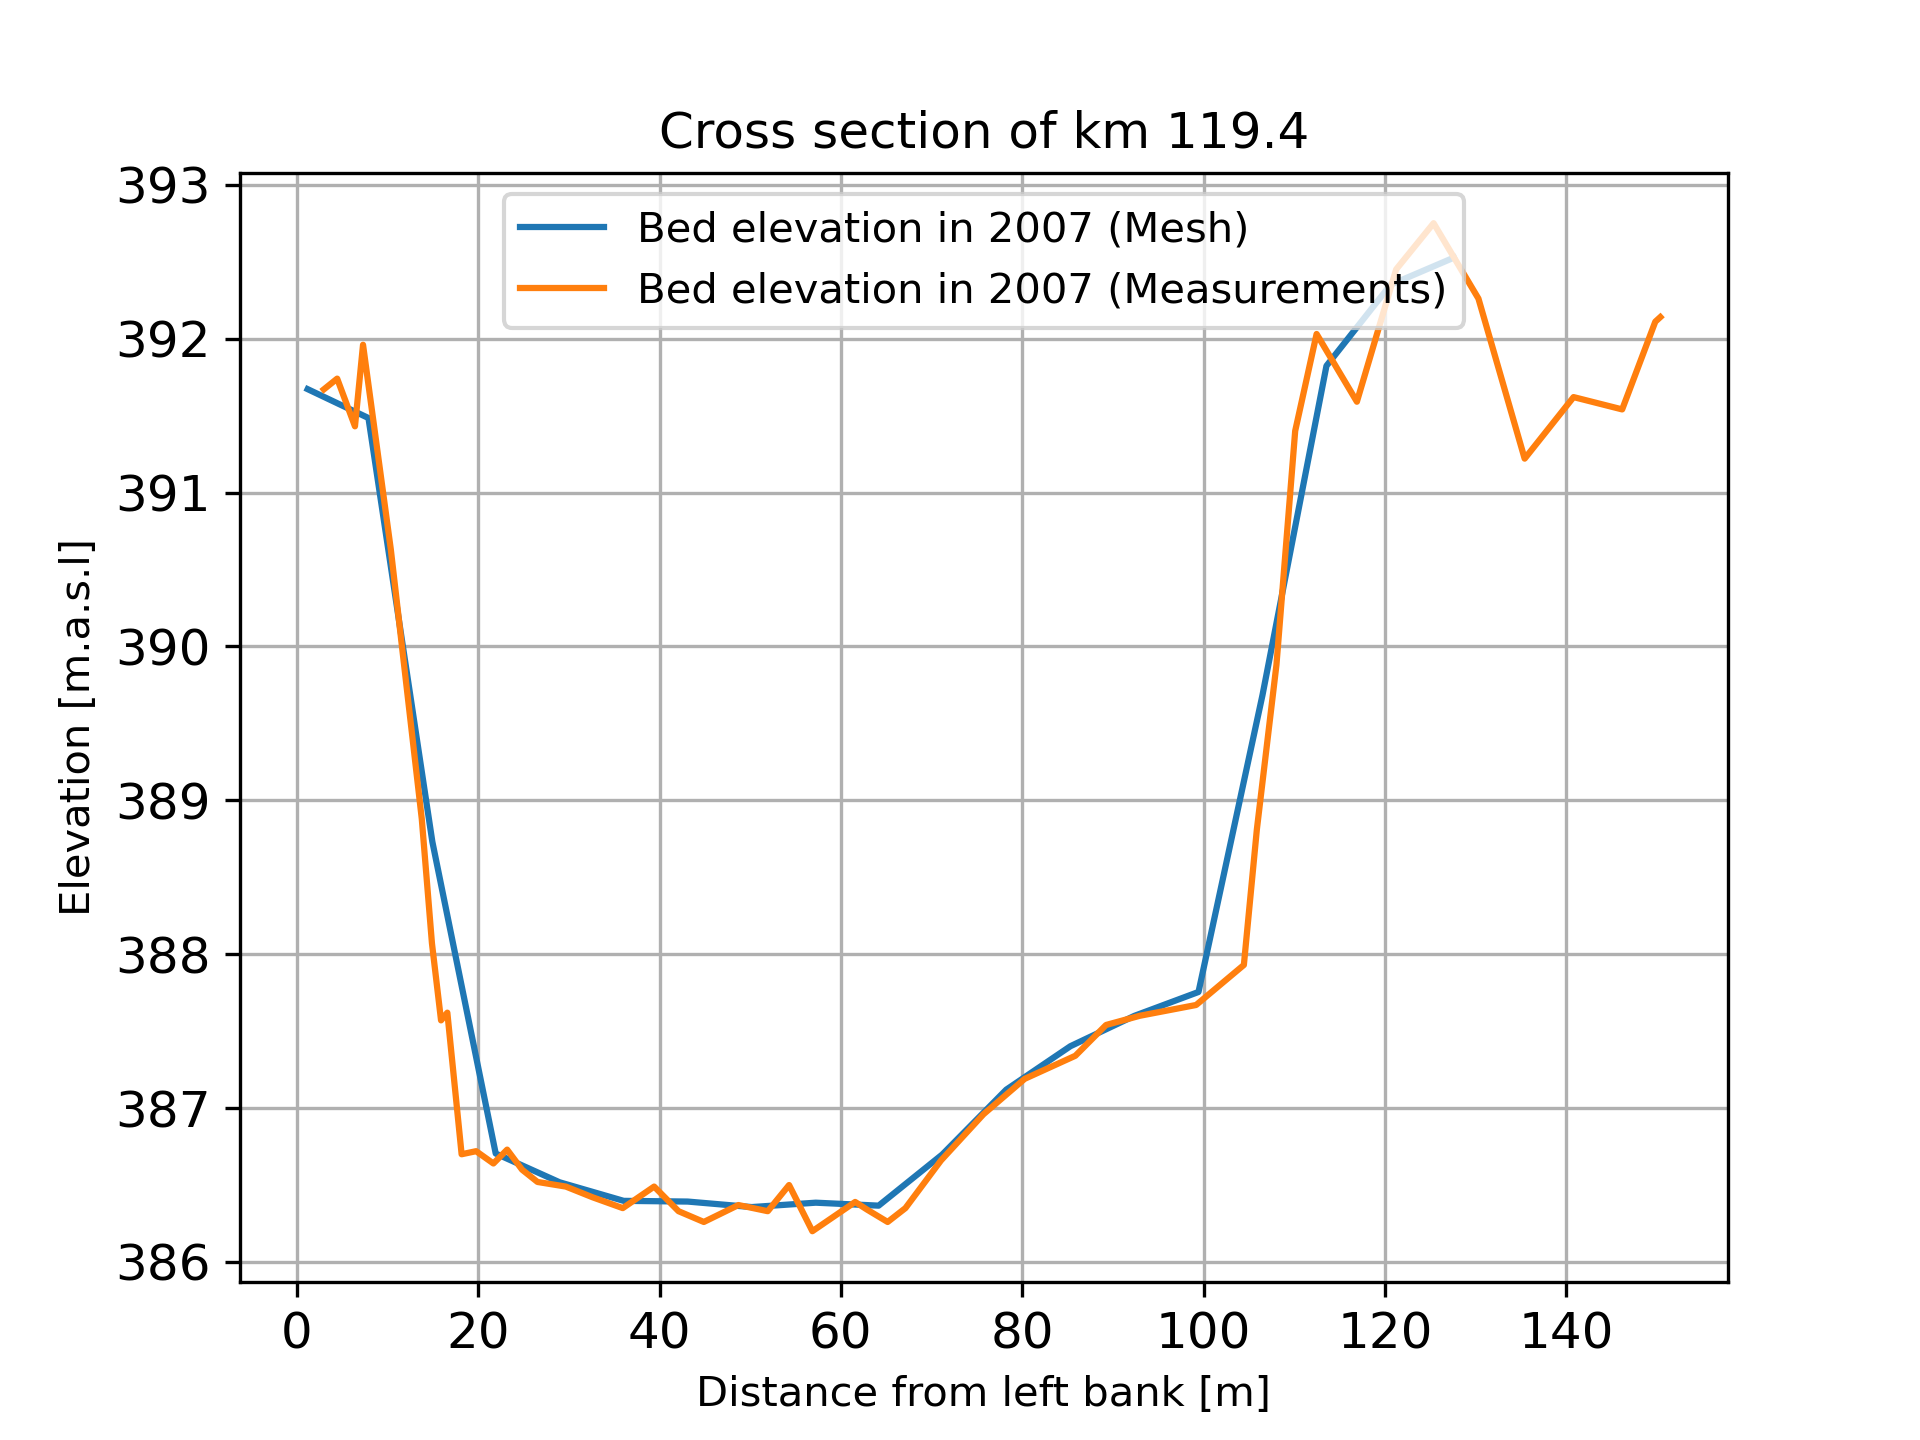 Cross section of km 119.4
Bed elevation in 2007 (Mesh)
Bed elevation in 2007 (Measurements)
393
392
391
390
389
388
387
386
Elevation [m.a.s.l]
0 20 40 60 80 100 120 140
Distance from left bank [m]